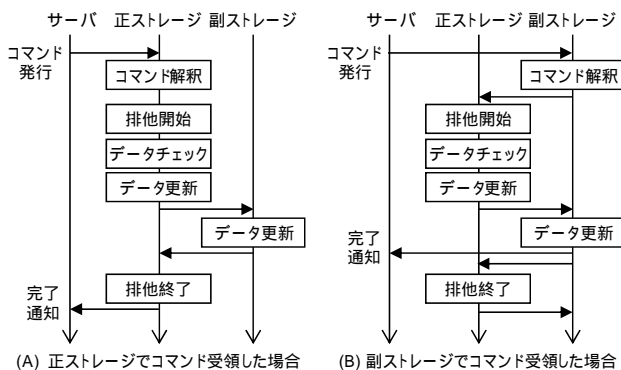 サーバ 正ストレージ 副ストレージ
コマンド
発行
コマンド解釈
排他開始
データチェック
データ更新
データ更新
排他終了
完了
通知
(A) 正ストレージでコマンド受領した場合
サーバ 正ストレージ 副ストレージ
コマンド
発行
コマンド解釈
排他開始
データチェック
データ更新
データ更新
完了
通知
排他終了
(B) 副ストレージでコマンド受領した場合